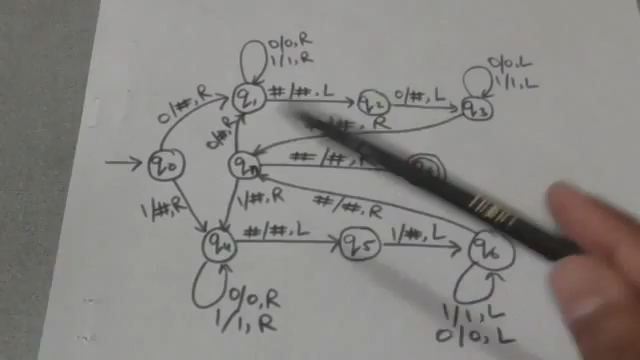 0/0, R
1/1, R
0/0, L
1/1, L
0/#, R
q1
#/#, L
q2
0/#, L
q3
0/#, R
R
q0
#/#, R
1/#, R
1/#, R
#/#, R
q4
#/#, L
q5
1/#, L
q6
0/0, R
1/1, R
1/1, L
0/0, L